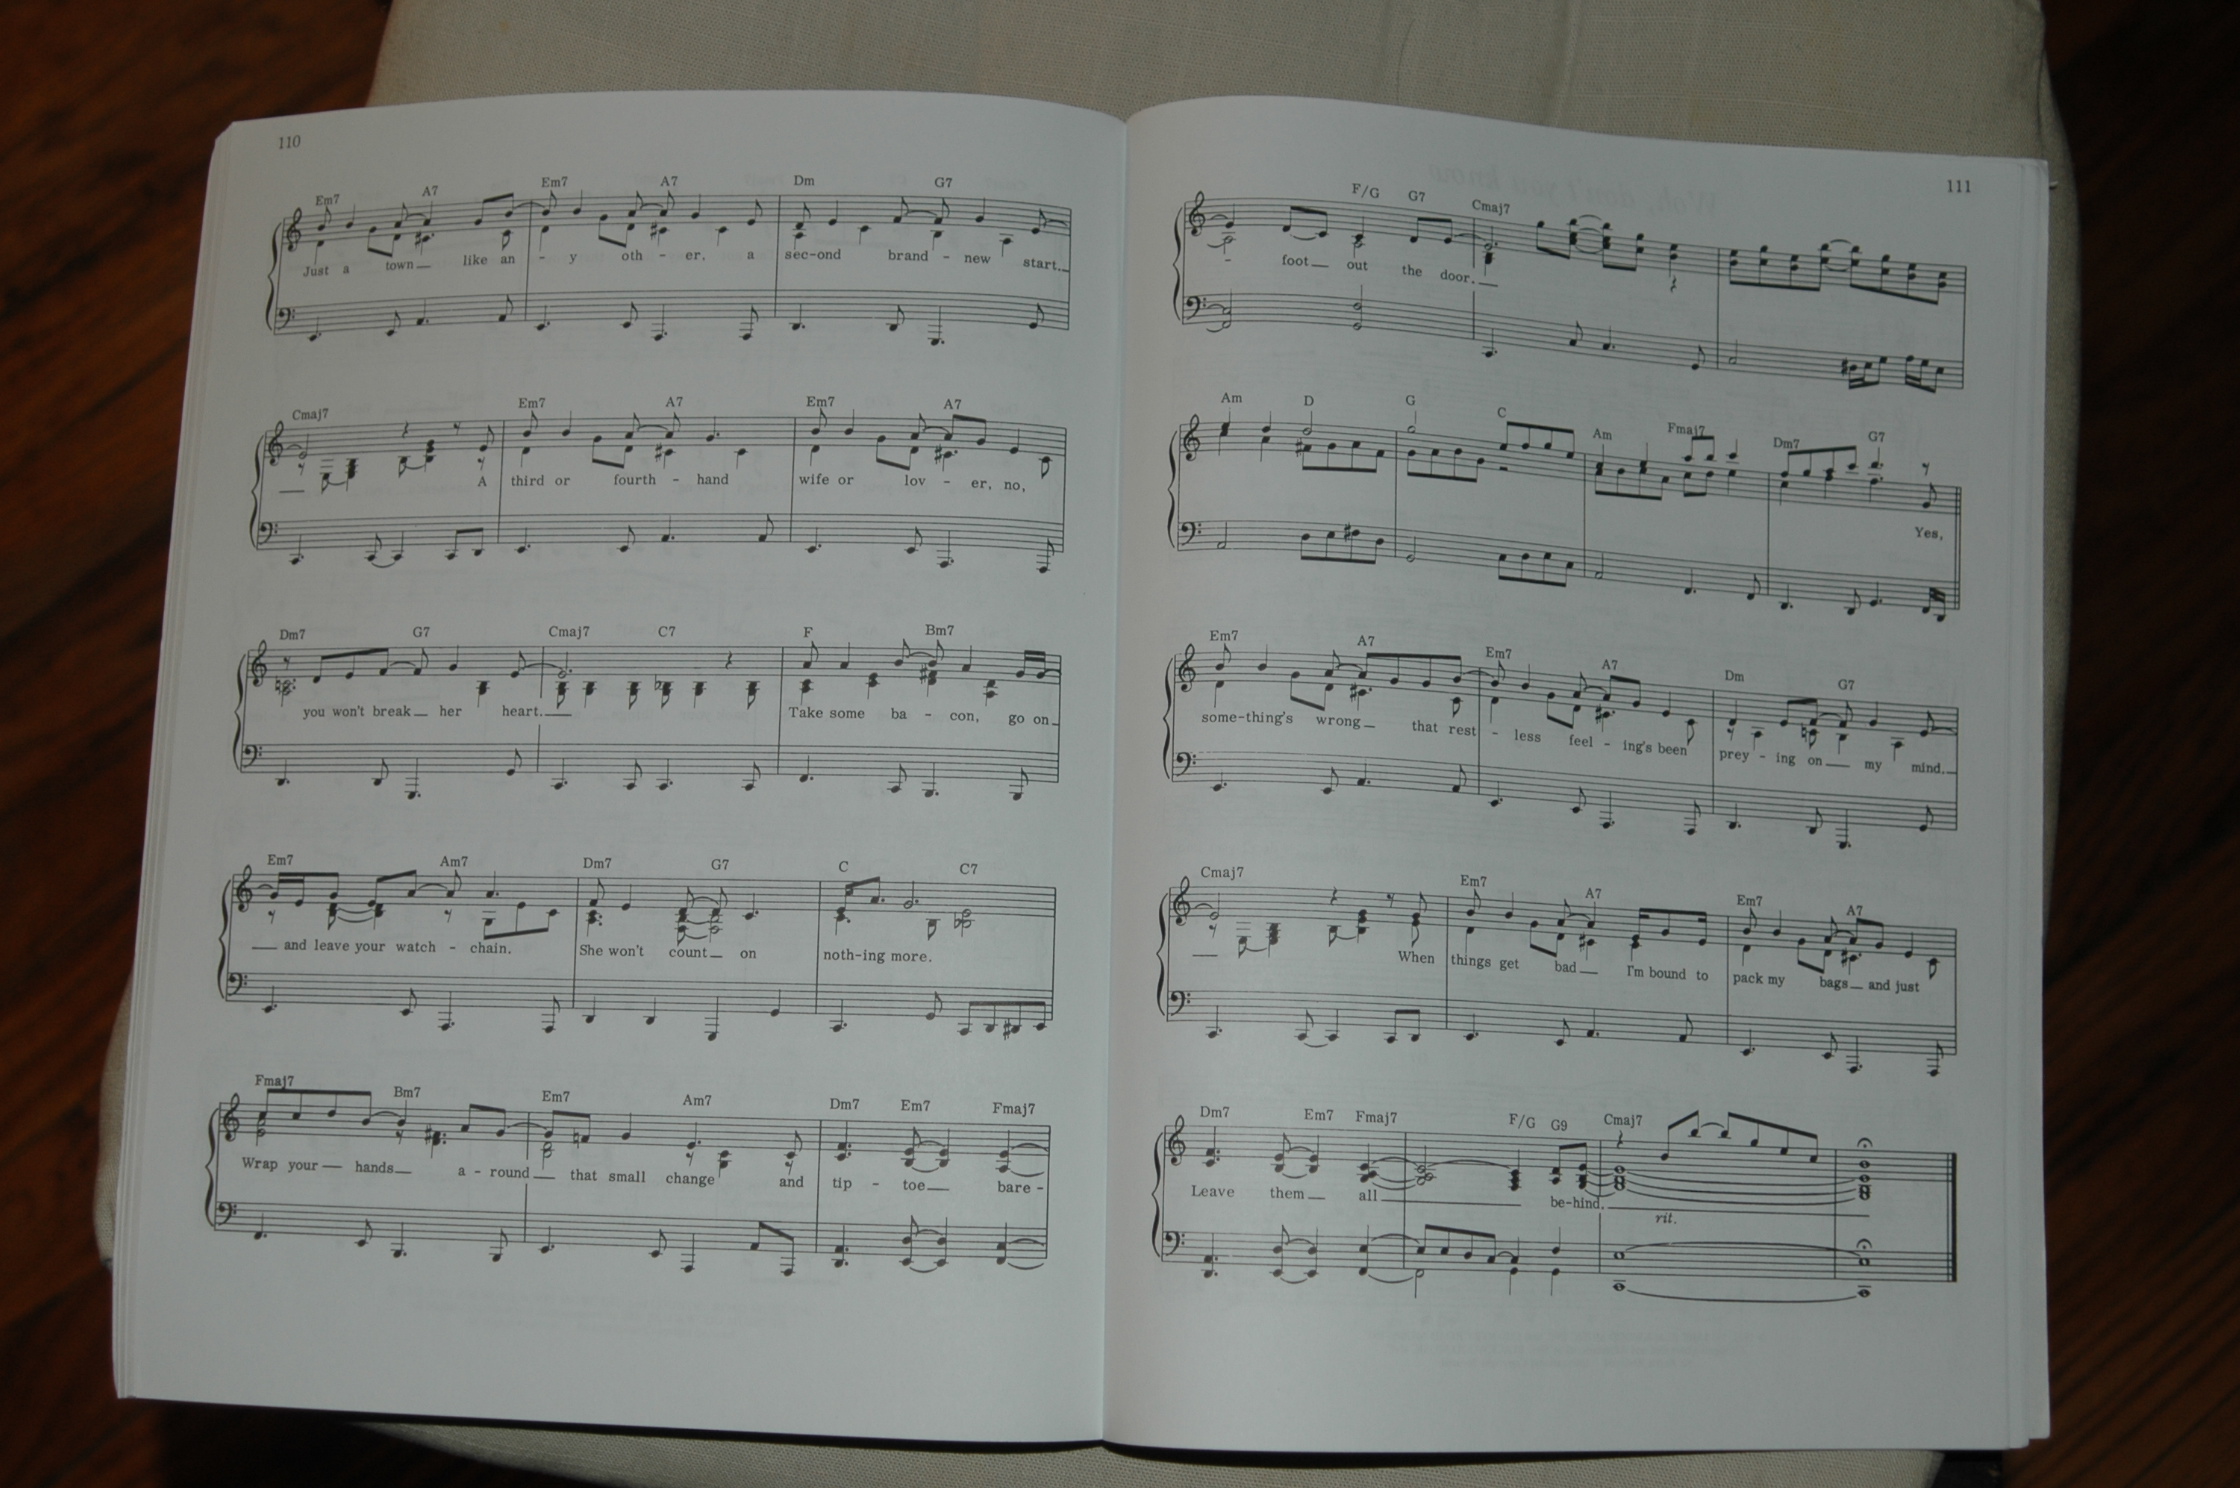 110
Em7 A7 Em7 A7 Dm G7
Just a town like an - y oth - er, a sec-ond brand - new start.
Cmaj7 Em7 A7 Em7 A7
A third or fourth - hand wife or lov - er, no,
Dm7 G7 Cmaj7 C7 F Bm7
you won't break her heart. Take some ba - con, go on
Em7 Am7 Dm7 G7 C C7
and leave your watch - chain. She won't count on noth-ing more.
Fmaj7 Bm7 Em7 Am7 Dm7 Em7 Fmaj7
Wrap your hands a - round that small change and tip - toe bare -
111
F/G G7 Cmaj7
- foot out the door.
Am D G C Am Fmaj7 Dm7 G7
Yes,
Em7 A7 Em7 A7 Dm G7
some-thing's wrong that rest - less feel - ing's been prey - ing on my mind.
Cmaj7 Em7 A7 Em7 A7
When things get bad I'm bound to pack my bags and just
Dm7 Em7 Fmaj7 F/G G9 Cmaj7
Leave them all be-hind.
rit.